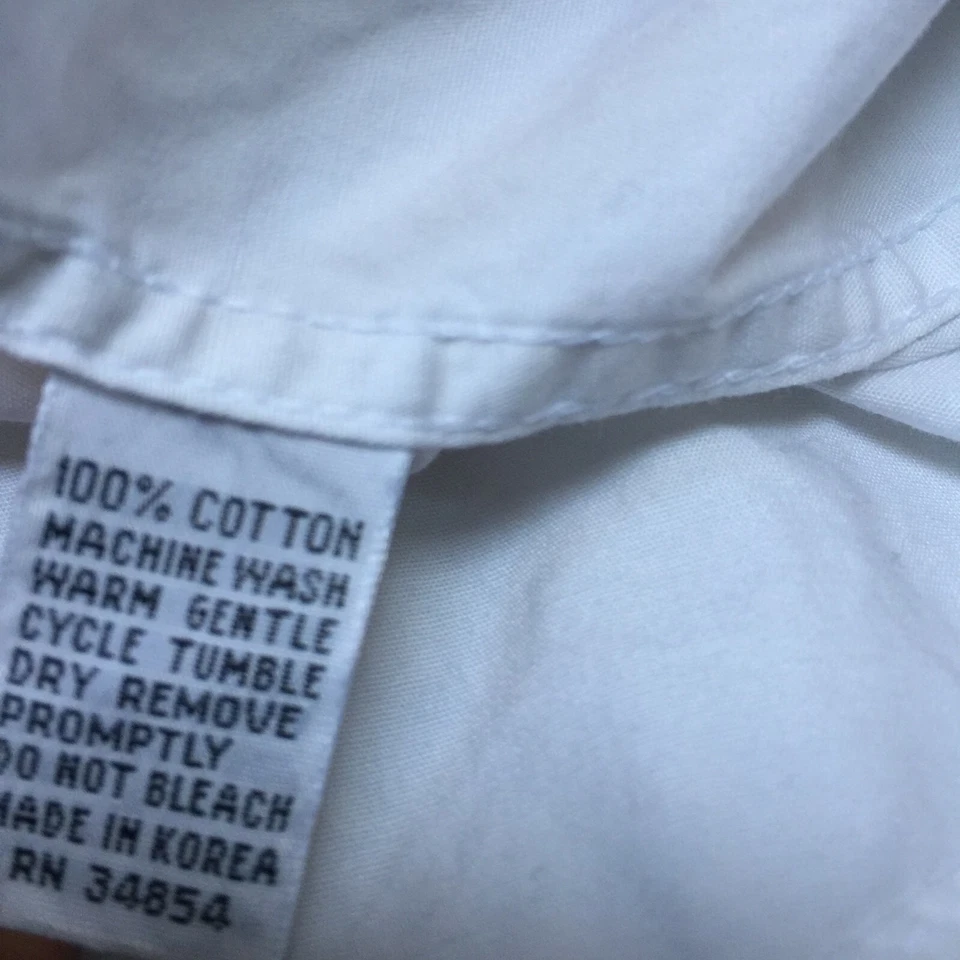 100% COTTON
MACHINE WASH
WARM GENTLE
CYCLE TUMBLE
DRY REMOVE
PROMPTLY
DO NOT BLEACH
MADE IN KOREA
RN 34854